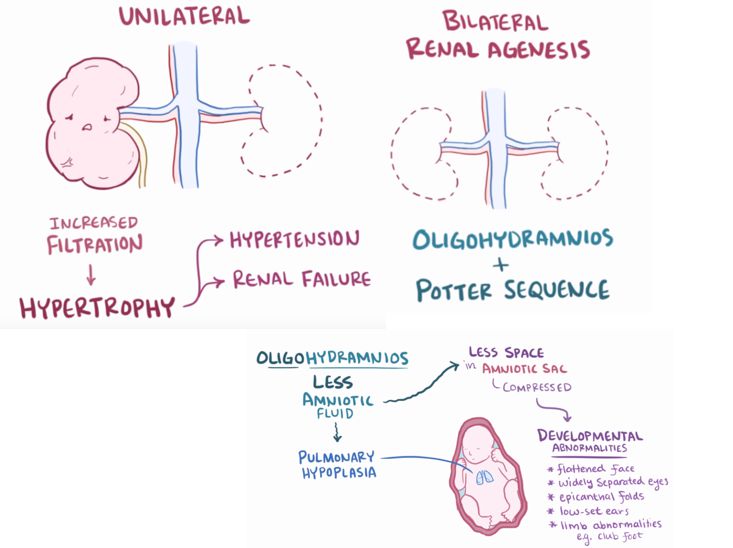 UNILATERAL
INCREASED
FILTRATION
HYPERTROPHY
HYPERTENSION
RENAL FAILURE
BILATERAL
RENAL AGENESIS
OLIGOHYDRAMNIOS
+
POTTER SEQUENCE
OLIGOHYDRAMNIOS
LESS
AMNIOTIC
FLUID
PULMONARY
HYPOPLASIA
LESS SPACE
in AMNIOTIC SAC
COMPRESSED
DEVELOPMENTAL
ABNORMALITIES
* flattened face
* widely separated eyes
* epicanthal folds
* low-set ears
* limb abnormalities
e.g. club foot